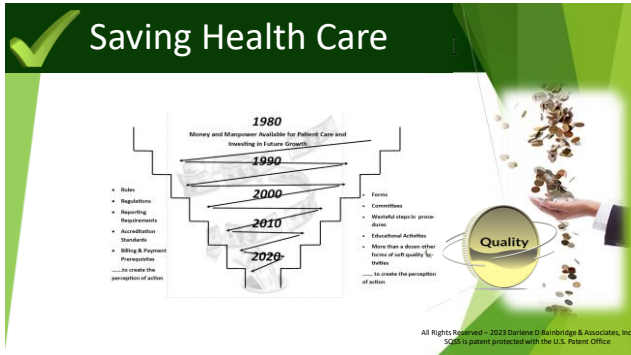 Saving Health Care
1980
Money and Manpower Available for Patient Care and
Investing in Future Growth
1990
2000
2010
2020
• Rules
• Regulations
• Reporting
Requirements
• Accreditation
Standards
• Billing & Payment
Prerequisites
......to create the
perception of action
• Forms
• Committees
• Wasteful steps in proce-
dures
• Educational Activities
• More than a dozen other
forms of soft quality
tivities
...... to create the perception
of action
Quality
All Rights Reserved – 2023 Darlene D Bainbridge & Associates, Inc
SQSS is patent protected with the U.S. Patent Office